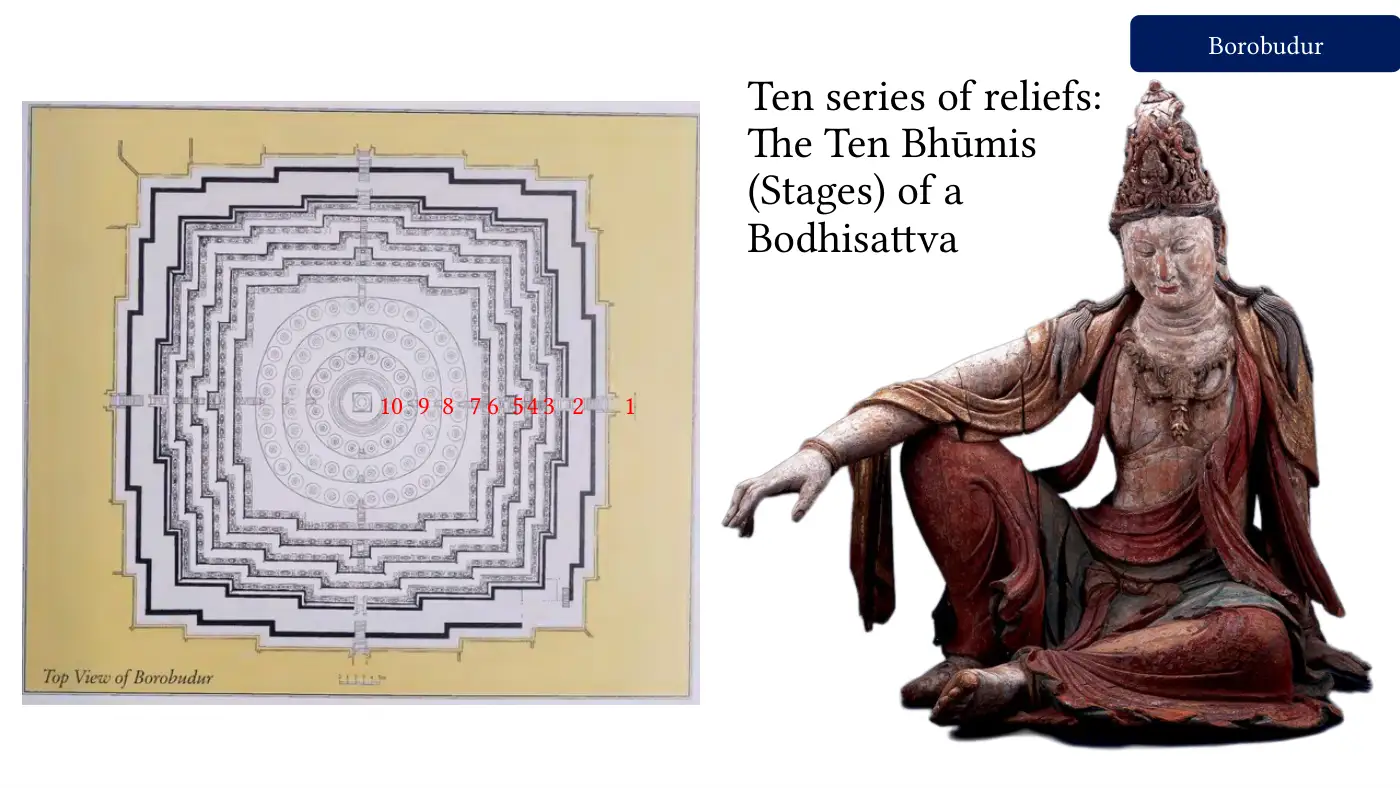 Borobudur
Ten series of reliefs:
The Ten Bhūmis
(Stages) of a
Bodhisattva
10 9 8 7 6 5 4 3 2 1
Top View of Borobudur